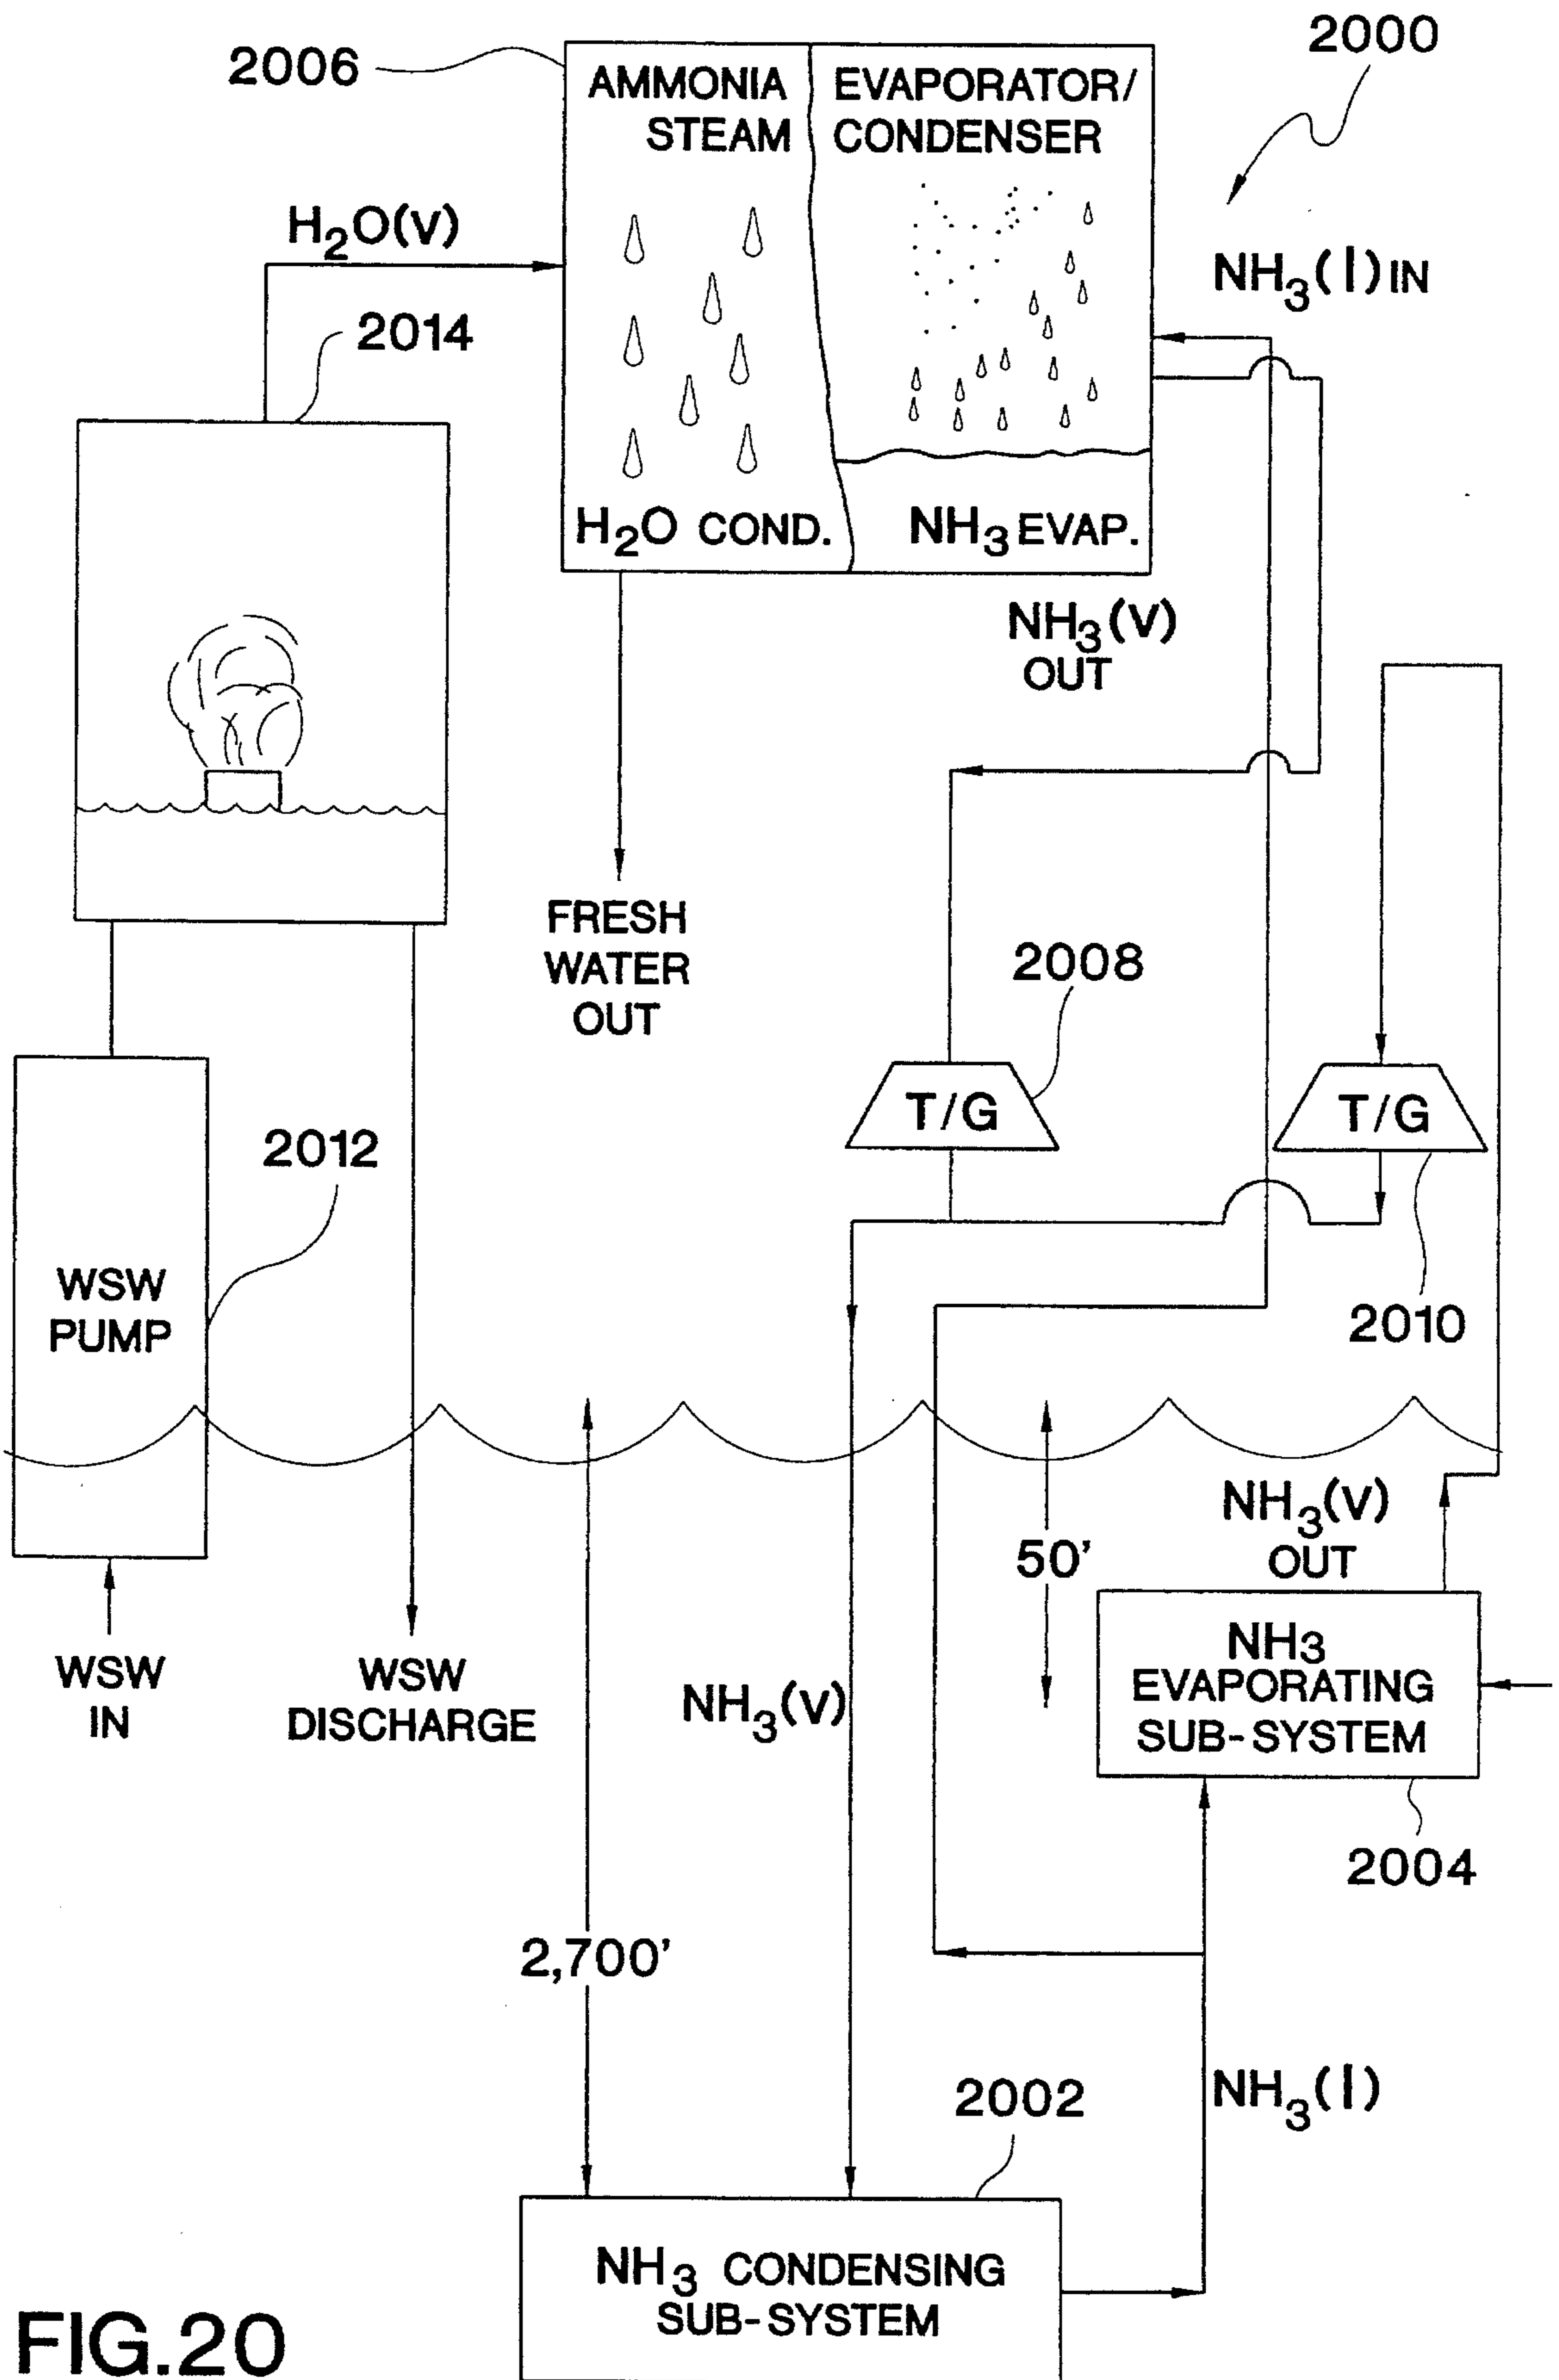 2000
2006
AMMONIA
STEAM
EVAPORATOR/
CONDENSER
H₂O(V)
NH₃(l) IN
2014
H₂O COND.
NH₃ EVAP.
NH₃(V)
OUT
FRESH
WATER
OUT
2008
T/G
T/G
2012
WSW
PUMP
2010
NH₃(V)
OUT
50'
NH₃
EVAPORATING
SUB-SYSTEM
WSW
IN
WSW
DISCHARGE
NH₃(V)
2004
2,700'
2002
NH₃(l)
NH₃ CONDENSING
SUB-SYSTEM
FIG.20